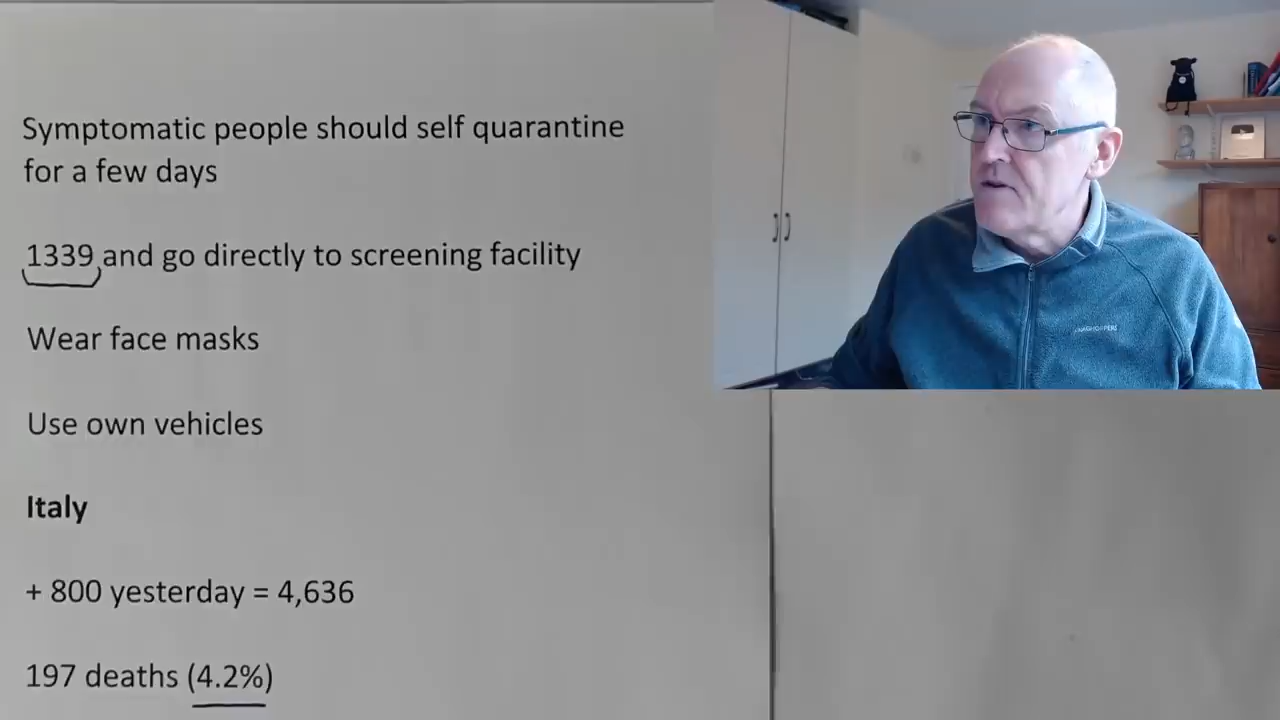 Symptomatic people should self quarantine
for a few days
1339 and go directly to screening facility
Wear face masks
Use own vehicles
Italy
+ 800 yesterday = 4,636
197 deaths (4.2%)